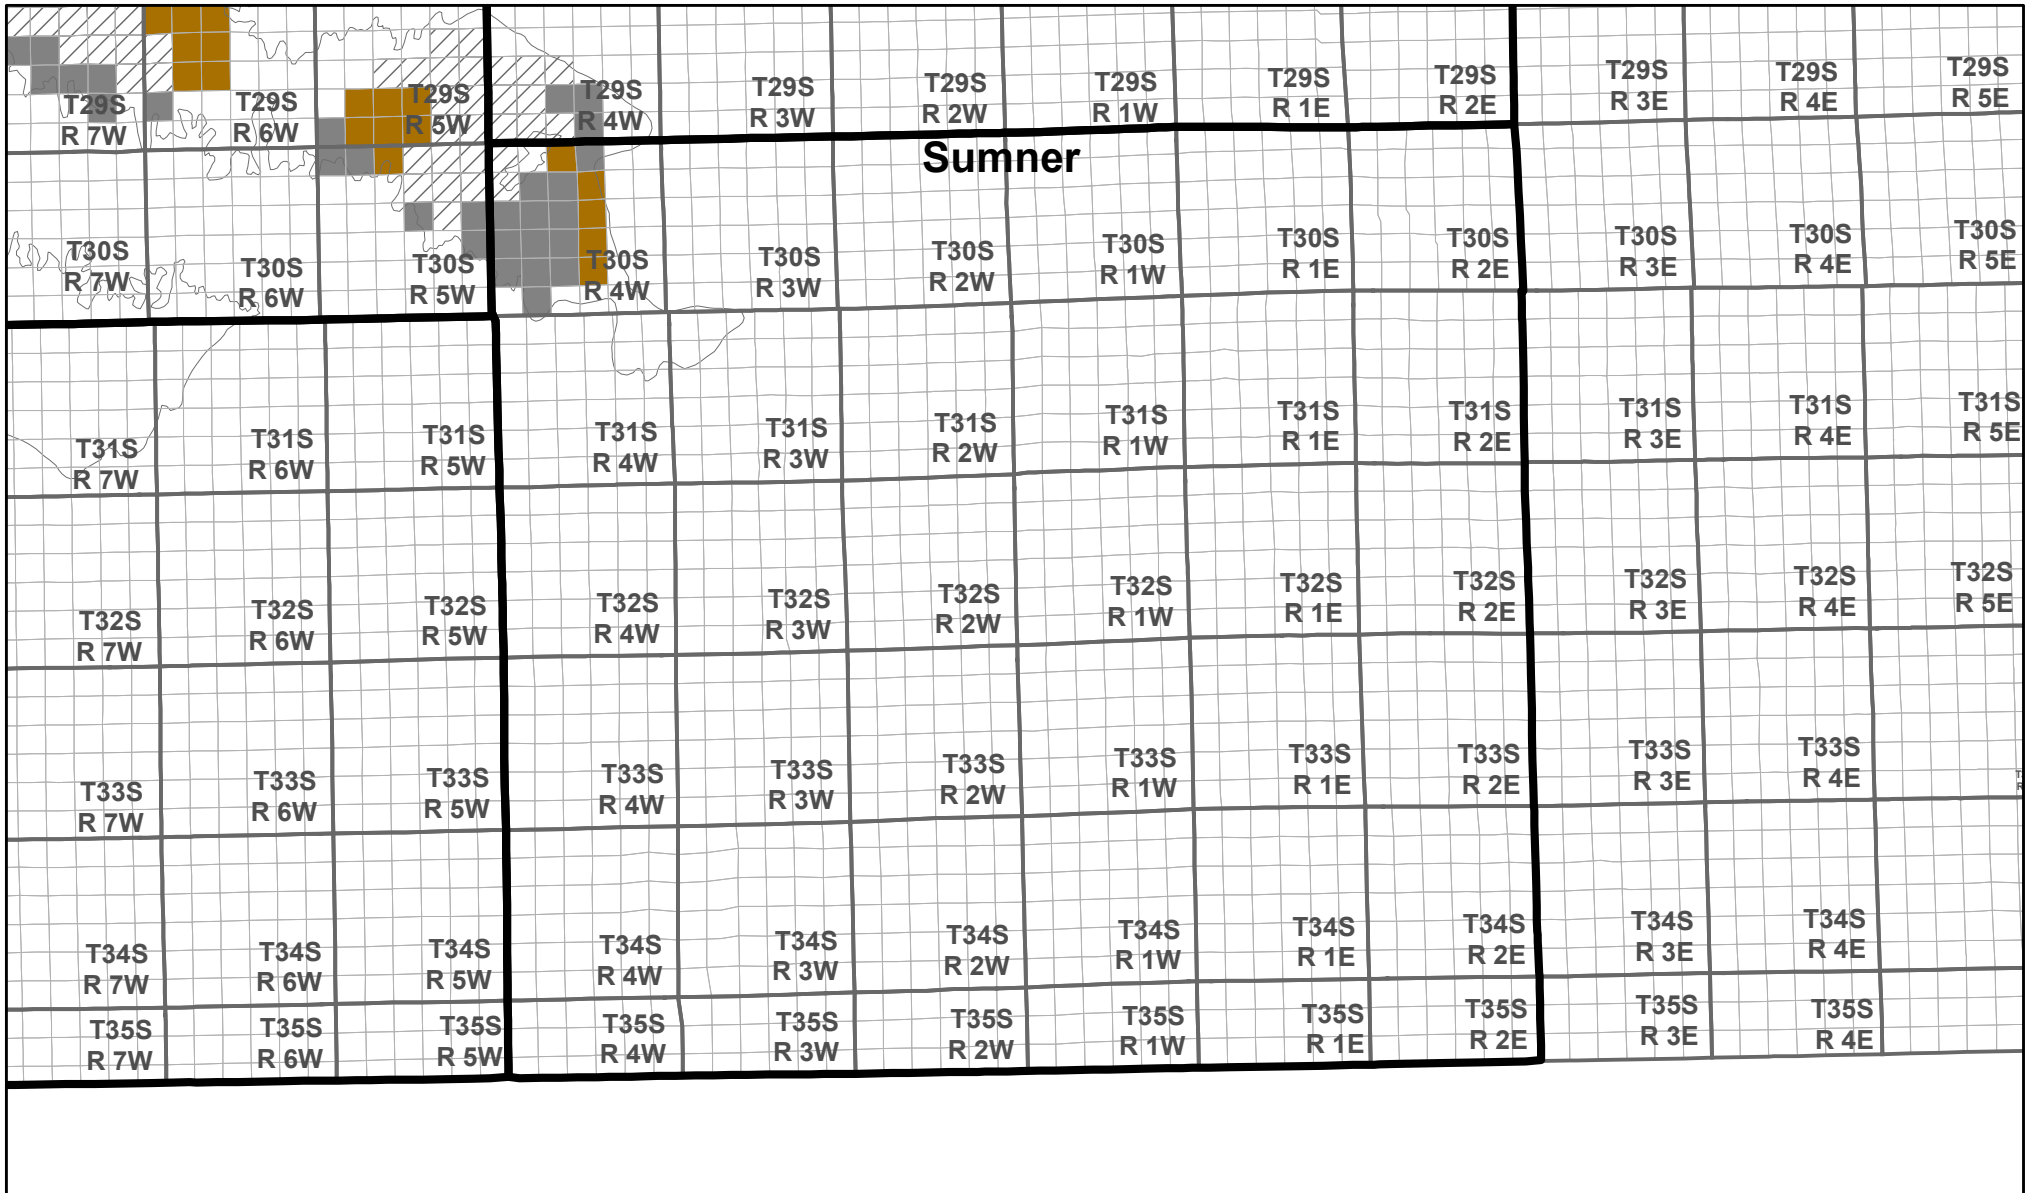 T29S
R 7W
T29S
R 6W
T29S
R 5W
T29S
R 4W
T29S
R 3W
T29S
R 2W
T29S
R 1W
T29S
R 1E
T29S
R 2E
T29S
R 3E
T29S
R 4E
T29S
R 5E
Sumner
T30S
R 7W
T30S
R 6W
T30S
R 5W
T30S
R 4W
T30S
R 3W
T30S
R 2W
T30S
R 1W
T30S
R 1E
T30S
R 2E
T30S
R 3E
T30S
R 4E
T30S
R 5E
T31S
R 7W
T31S
R 6W
T31S
R 5W
T31S
R 4W
T31S
R 3W
T31S
R 2W
T31S
R 1W
T31S
R 1E
T31S
R 2E
T31S
R 3E
T31S
R 4E
T31S
R 5E
T32S
R 7W
T32S
R 6W
T32S
R 5W
T32S
R 4W
T32S
R 3W
T32S
R 2W
T32S
R 1W
T32S
R 1E
T32S
R 2E
T32S
R 3E
T32S
R 4E
T32S
R 5E
T33S
R 7W
T33S
R 6W
T33S
R 5W
T33S
R 4W
T33S
R 3W
T33S
R 2W
T33S
R 1W
T33S
R 1E
T33S
R 2E
T33S
R 3E
T33S
R 4E
T34S
R 7W
T34S
R 6W
T34S
R 5W
T34S
R 4W
T34S
R 3W
T34S
R 2W
T34S
R 1W
T34S
R 1E
T34S
R 2E
T34S
R 3E
T34S
R 4E
T35S
R 7W
T35S
R 6W
T35S
R 5W
T35S
R 4W
T35S
R 3W
T35S
R 2W
T35S
R 1W
T35S
R 1E
T35S
R 2E
T35S
R 3E
T35S
R 4E